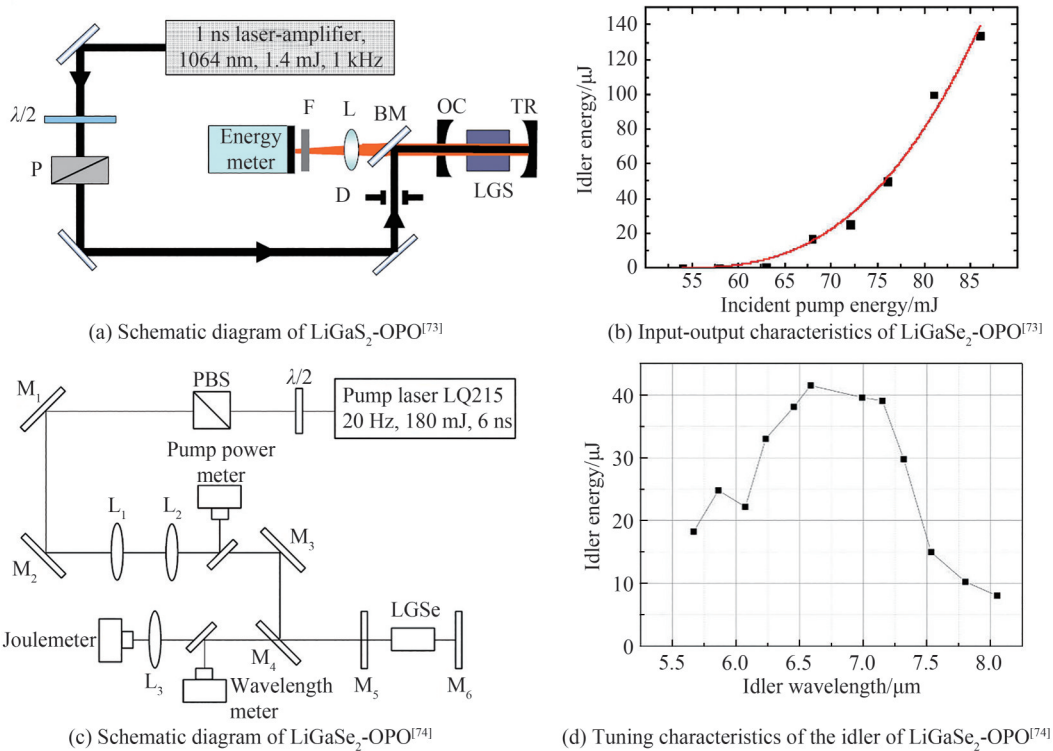 1 ns laser-amplifier,
1064 nm, 1.4 mJ, 1 kHz
λ/2
P
F
L
BM
OC
TR
Energy
meter
D
LGS
(a) Schematic diagram of LiGaS₂-OPO[73]
Idler energy/μJ
140
120
100
80
60
40
20
0
55
60
65
70
75
80
85
Incident pump energy/mJ
(b) Input-output characteristics of LiGaSe₂-OPO[73]
M₁
PBS
λ/2
Pump laser LQ215
20 Hz, 180 mJ, 6 ns
Pump power
meter
L₁
L₂
M₂
M₃
LGSe
Joulemeter
L₃
M₄
M₅
M₆
Wavelength
meter
(c) Schematic diagram of LiGaSe₂-OPO[74]
Idler energy/μJ
40
30
20
10
0
5.5
6.0
6.5
7.0
7.5
8.0
Idler wavelength/μm
(d) Tuning characteristics of the idler of LiGaSe₂-OPO[74]